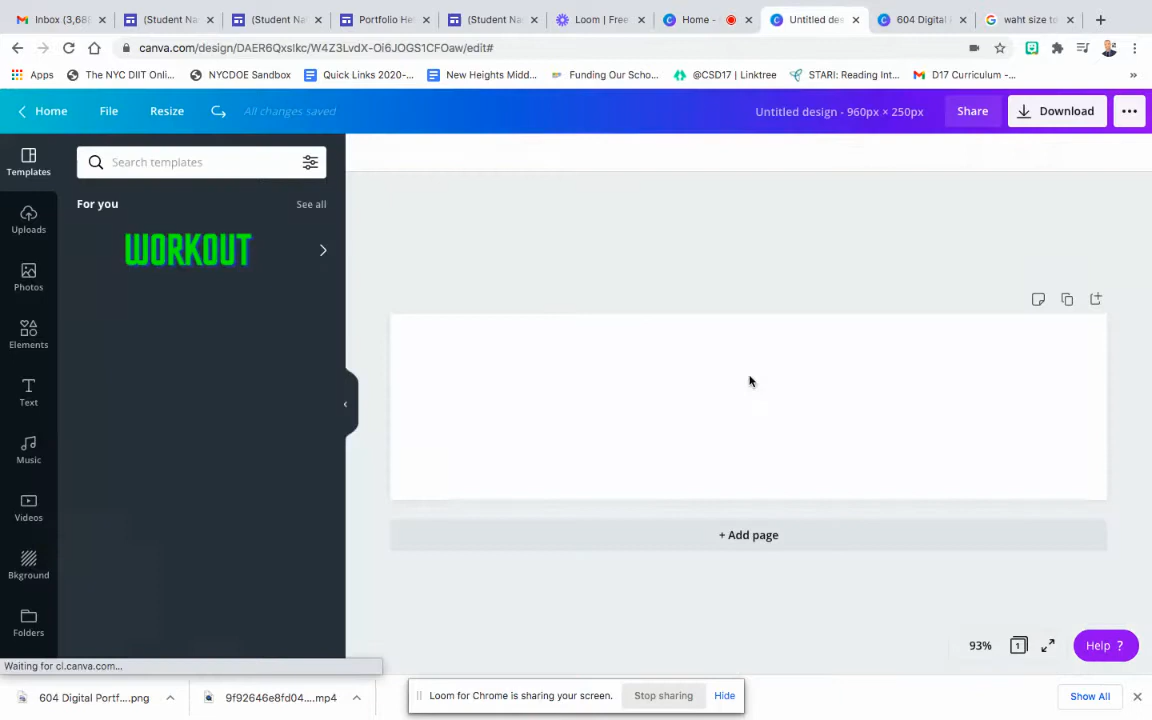 Inbox (3,68
(Student Na
(Student Na
Portfolio He
(Student Na
Loom | Free
Home -
Untitled des
604 Digital
waht size to
canva.com/design/DAER6QxsIkc/W4Z3LvdX-Oi6JOGS1CFOaw/edit#
Apps
The NYC DIIT Onli...
NYCDOE Sandbox
Quick Links 2020-...
New Heights Midd...
Funding Our Scho...
@CSD17 | Linktree
STARI: Reading Int...
D17 Curriculum -...
Home
File
Resize
All changes saved
Untitled design - 960px × 250px
Share
Download
Templates
Search templates
For you
See all
WORKOUT
Uploads
Photos
Elements
Text
Music
Videos
Bkground
Folders
+ Add page
93%
1
Help ?
Waiting for cl.canva.com...
604 Digital Portf....png
9f92646e8fd04....mp4
Loom for Chrome is sharing your screen.
Stop sharing
Hide
Show All